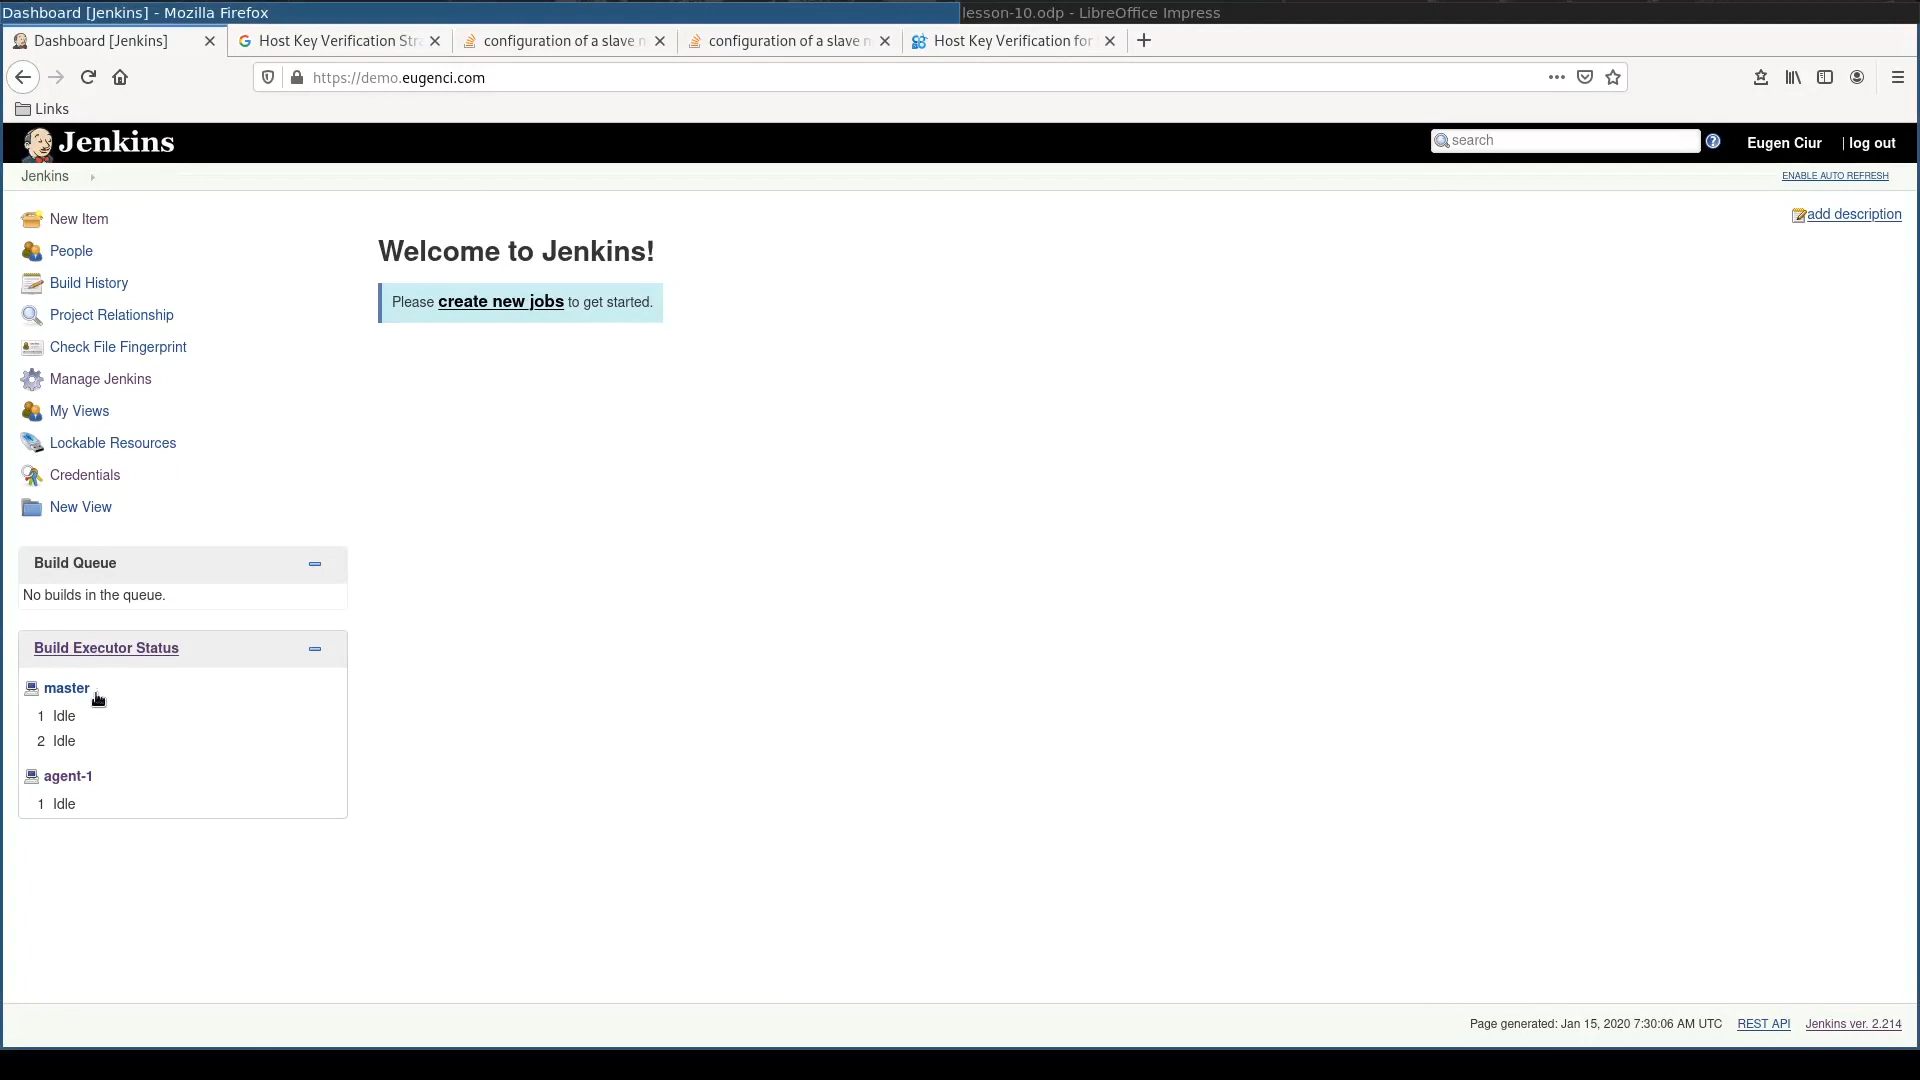 Dashboard [Jenkins] - Mozilla Firefox
lesson-10.odp - LibreOffice Impress
Dashboard [Jenkins]
Host Key Verification Stra
configuration of a slave n
configuration of a slave n
Host Key Verification for
https://demo.eugenci.com
Links
Jenkins
search
Eugen Ciur
| log out
Jenkins
ENABLE AUTO REFRESH
New Item
add description
People
Build History
Project Relationship
Check File Fingerprint
Manage Jenkins
My Views
Lockable Resources
Credentials
New View
Welcome to Jenkins!
Please create new jobs to get started.
Build Queue
No builds in the queue.
Build Executor Status
master
1 Idle
2 Idle
agent-1
1 Idle
Page generated: Jan 15, 2020 7:30:06 AM UTC
REST API
Jenkins ver. 2.214